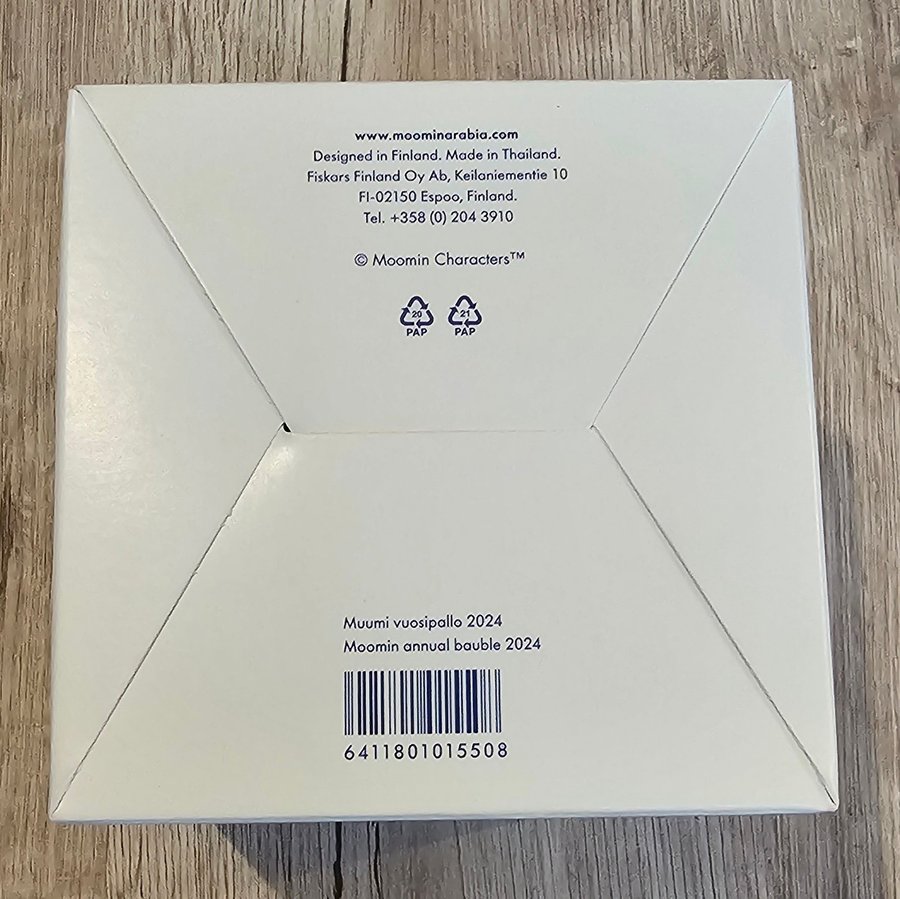 www.moominarabia.com
Designed in Finland. Made in Thailand.
Fiskars Finland Oy Ab, Keilaniementie 10
FI-02150 Espoo, Finland.
Tel. +358 (0) 204 3910
© Moomin Characters™
20 21
PAP PAP
Muumi vuosipallo 2024
Moomin annual bauble 2024
6411801015508